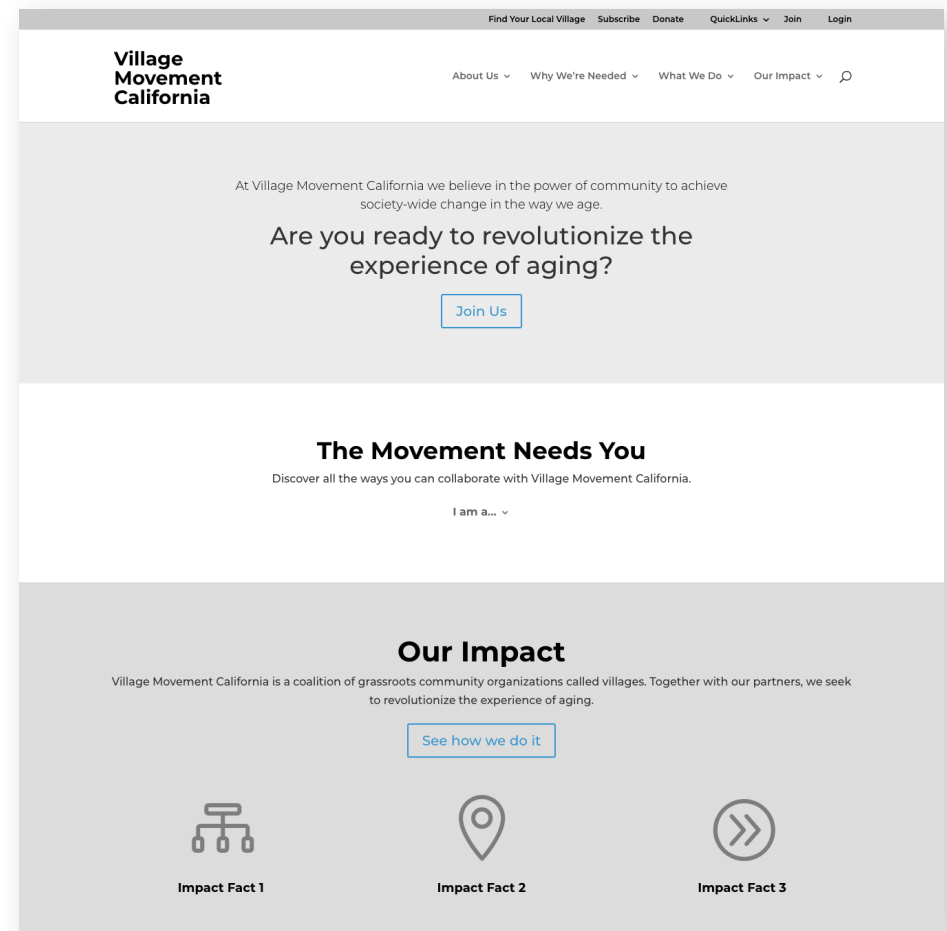 Find Your Local Village Subscribe Donate QuickLinks Join Login
Village
Movement
California
About Us Why We're Needed What We Do Our Impact
At Village Movement California we believe in the power of community to achieve
society-wide change in the way we age.
Are you ready to revolutionize the
experience of aging?
Join Us
The Movement Needs You
Discover all the ways you can collaborate with Village Movement California.
I am a...
Our Impact
Village Movement California is a coalition of grassroots community organizations called villages. Together with our partners, we seek
to revolutionize the experience of aging.
See how we do it
Impact Fact 1 Impact Fact 2 Impact Fact 3